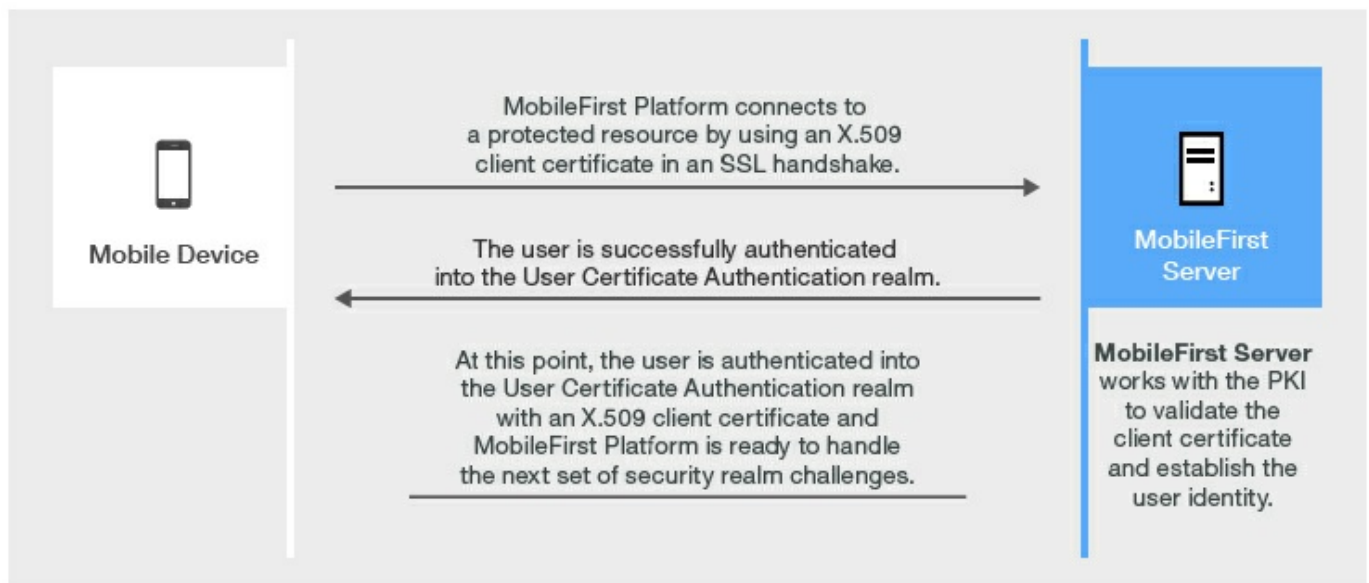 MobileFirst Platform connects to
a protected resource by using an X.509
client certificate in an SSL handshake.
Mobile Device
The user is successfully authenticated
into the User Certificate Authentication realm.
MobileFirst
Server
At this point, the user is authenticated into
the User Certificate Authentication realm
with an X.509 client certificate and
MobileFirst Platform is ready to handle
the next set of security realm challenges.
MobileFirst Server
works with the PKI
to validate the
client certificate
and establish the
user identity.